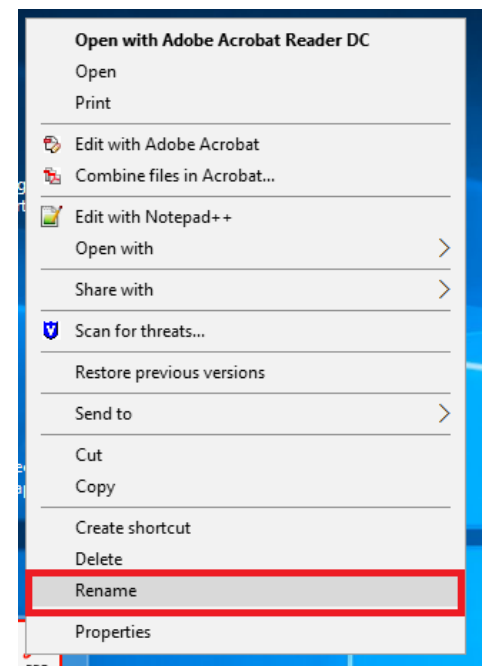 Open with Adobe Acrobat Reader DC
Open
Print
Edit with Adobe Acrobat
Combine files in Acrobat...
Edit with Notepad++
Open with
Share with
Scan for threats...
Restore previous versions
Send to
Cut
Copy
Create shortcut
Delete
Rename
Properties